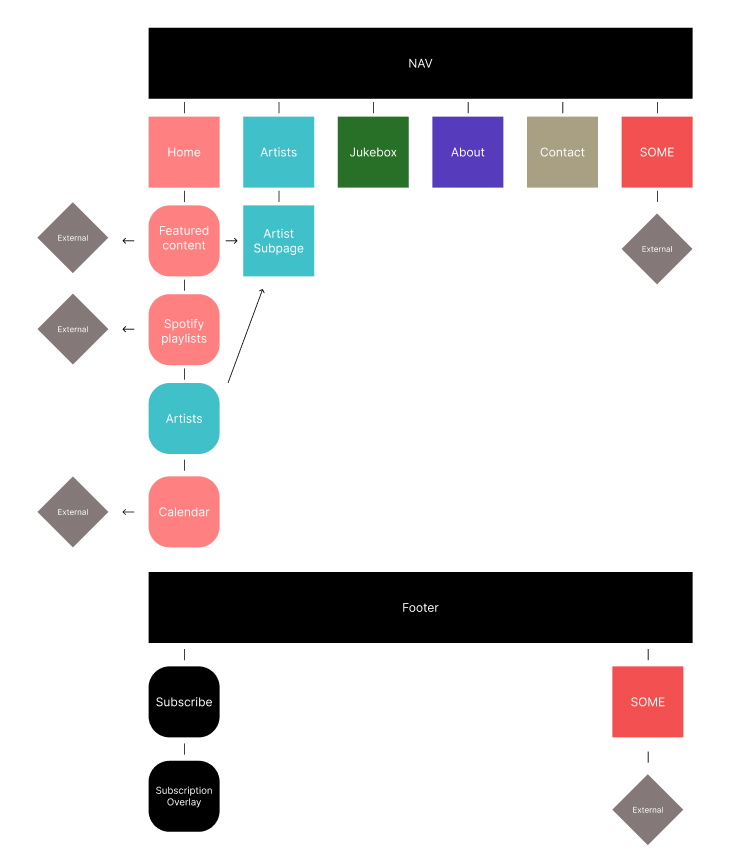 NAV
Home
Artists
Jukebox
About
Contact
SOME
External
Featured
content
Artist
Subpage
External
External
Spotify
playlists
Artists
External
Calendar
Footer
Subscribe
SOME
Subscription
Overlay
External